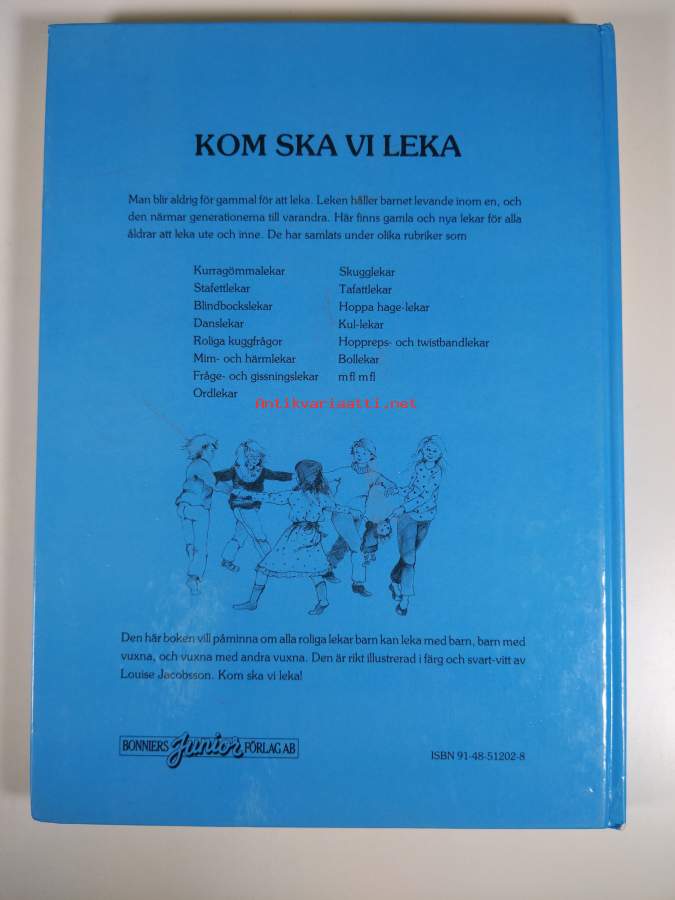 KOM SKA VI LEKA
Man blir aldrig för gammal för att leka. Leken håller barnet levande inom en, och
den närmar generationerna till varandra. Här finns gamla och nya lekar för alla
åldrar att leka ute och inne. De har samlats under olika rubriker som
Kurragömmalekar
Stafettlekar
Blindbockslekar
Danslekar
Roliga kuggfrågor
Mim- och härmlekar
Fråge- och gissningslekar
Ordlekar
Skugglekar
Tafattlekar
Hoppa hage-lekar
Kul-lekar
Hoppreps- och twistbandlekar
Bollekar
m fl m fl
Antikvariaatti.net
Den här boken vill påminna om alla roliga lekar barn kan leka med barn, barn med
vuxna, och vuxna med andra vuxna. Den är rikt illustrerad i färg och svart-vitt av
Louise Jacobsson. Kom ska vi leka!
BONNIERS Junior FÖRLAG AB
ISBN 91-48-51202-8